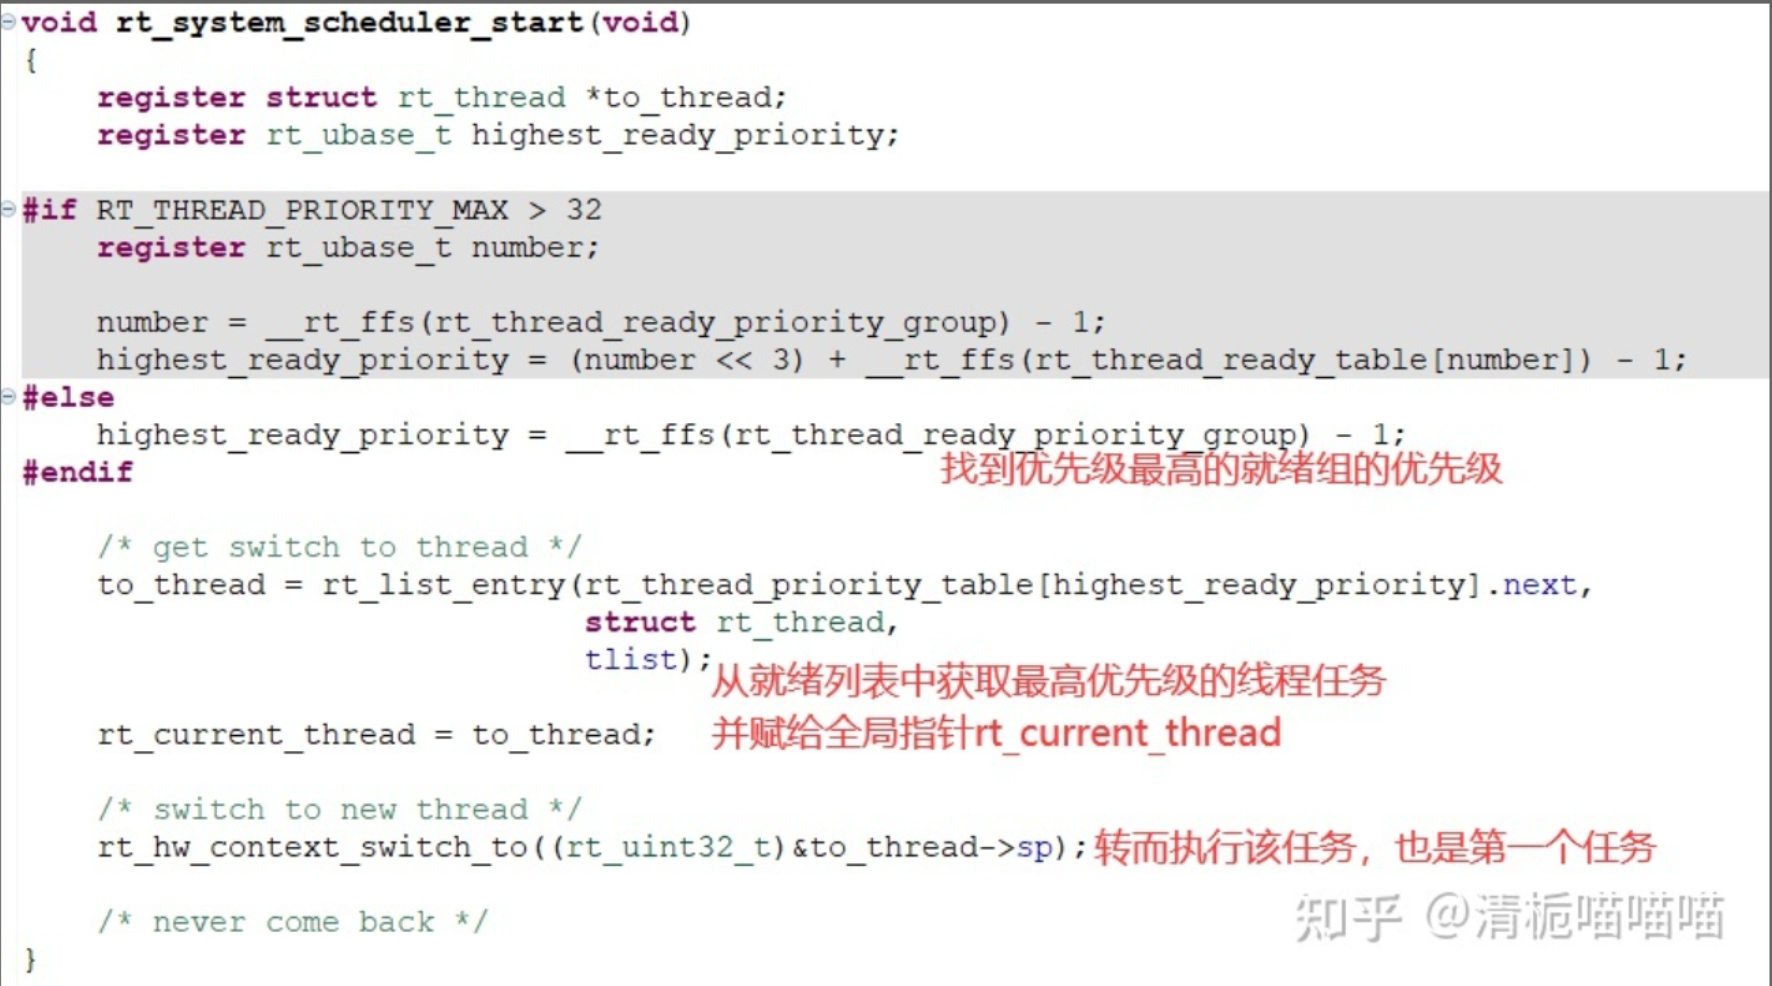 void rt_system_scheduler_start(void)
{
    register struct rt_thread *to_thread;
    register rt_ubase_t highest_ready_priority;

#if RT_THREAD_PRIORITY_MAX > 32
    register rt_ubase_t number;

    number = __rt_ffs(rt_thread_ready_priority_group) - 1;
    highest_ready_priority = (number << 3) + __rt_ffs(rt_thread_ready_table[number]) - 1;
#else
    highest_ready_priority = __rt_ffs(rt_thread_ready_priority_group) - 1;
#endif 找到优先级最高的就绪组的优先级

    /* get switch to thread */
    to_thread = rt_list_entry(rt_thread_priority_table[highest_ready_priority].next,
                              struct rt_thread,
                              tlist);
从就绪列表中获取最高优先级的线程任务
    rt_current_thread = to_thread; 并赋给全局指针rt_current_thread

    /* switch to new thread */
    rt_hw_context_switch_to((rt_uint32_t)&to_thread->sp); 转而执行该任务，也是第一个任务

    /* never come back */
}
知乎 @清栀喵喵喵